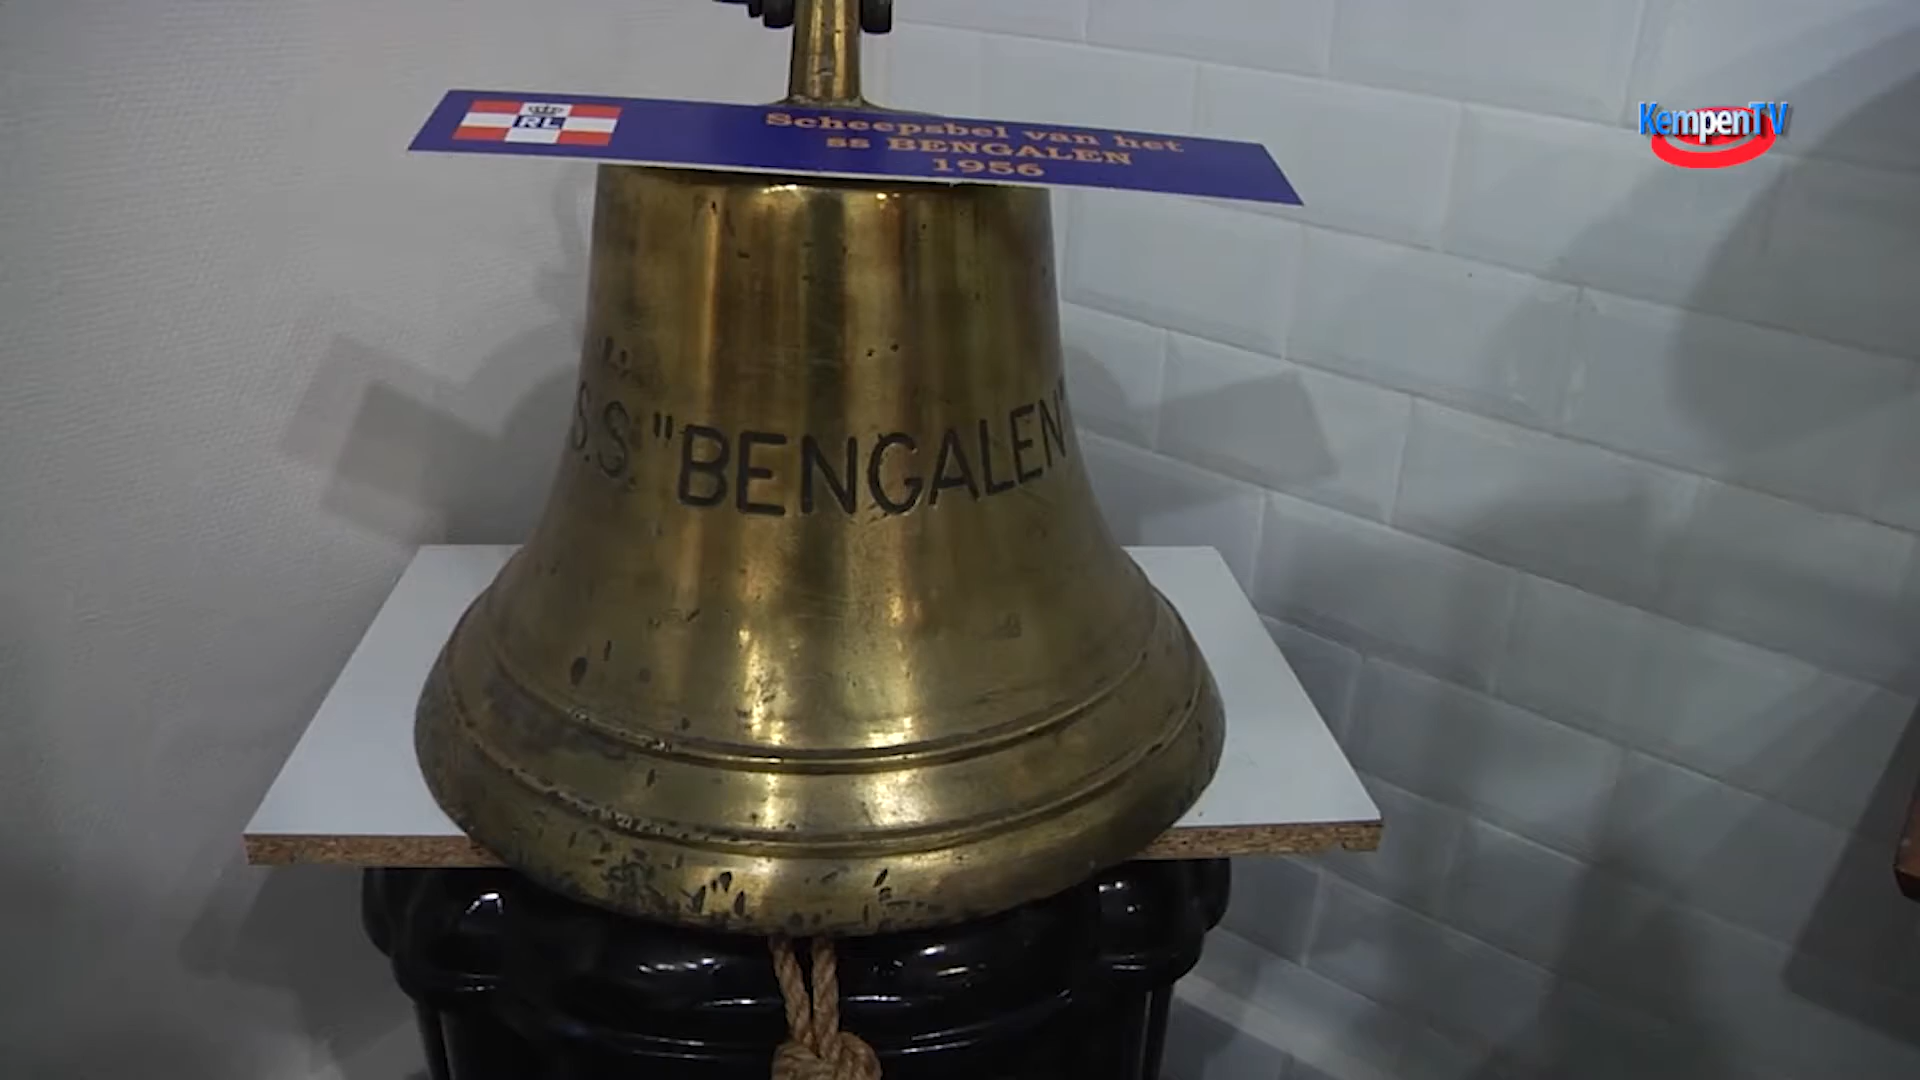 RL
Scheepsbel van het
ss BENGALEN
1956
KempenTV
S.S. "BENGALEN"